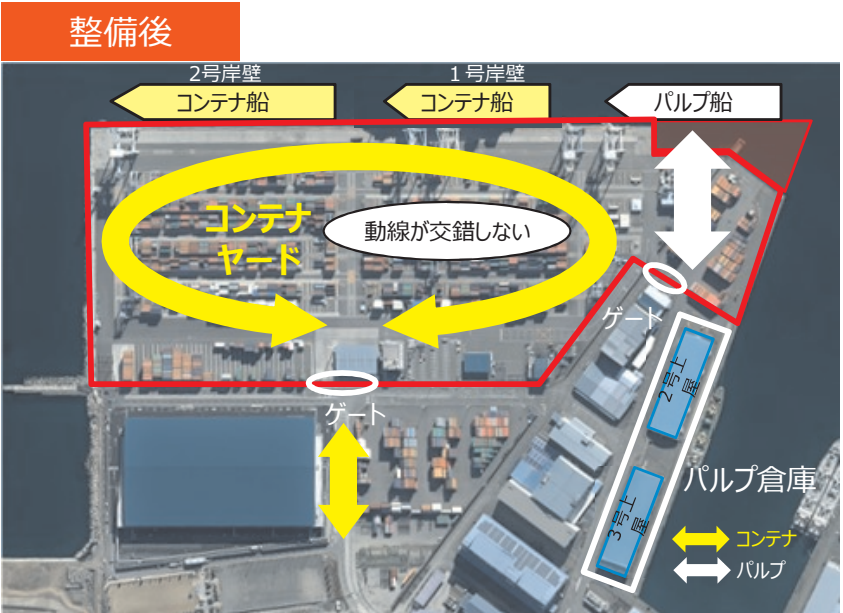 整備後
2号岸壁
1号岸壁
コンテナ船
コンテナ船
パルプ船
コンテナ
ヤード
動線が交錯しない
ゲート
ゲート
2号上
屋
3号上
屋
パルプ倉庫
コンテナ
パルプ